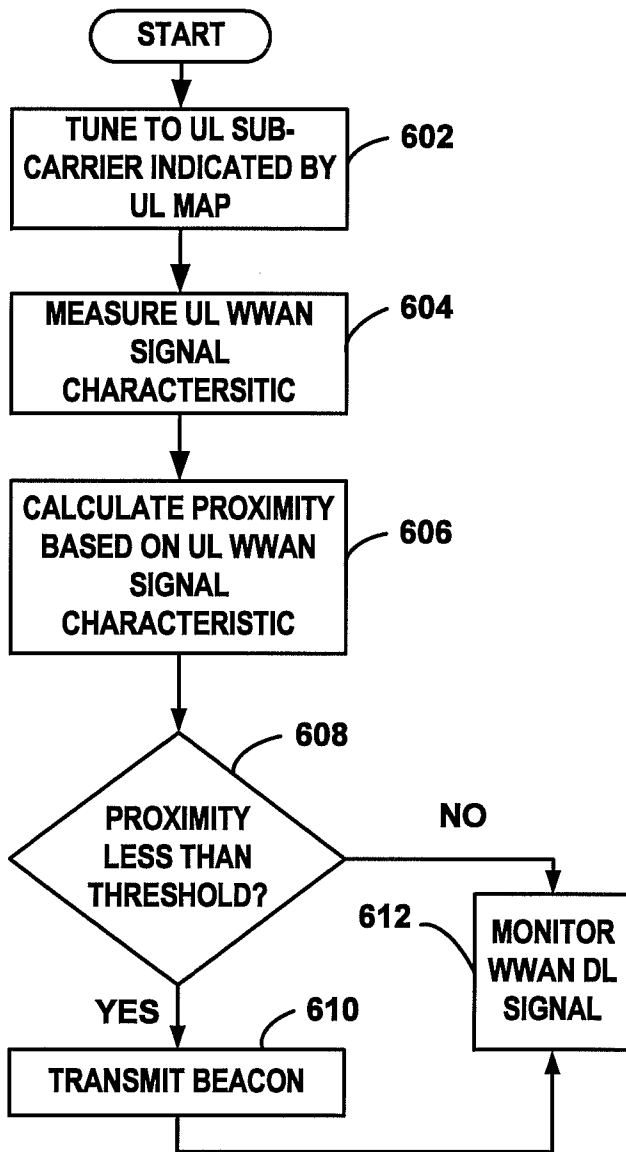 START
TUNE TO UL SUB-
CARRIER INDICATED BY
UL MAP
602
MEASURE UL WWAN
SIGNAL
CHARACTERSITIC
604
CALCULATE PROXIMITY
BASED ON UL WWAN
SIGNAL
CHARACTERISTIC
606
608
PROXIMITY
LESS THAN
THRESHOLD?
NO
612
MONITOR
WWAN DL
SIGNAL
YES
610
TRANSMIT BEACON